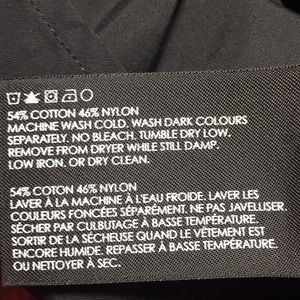 54% COTTON 46% NYLON
MACHINE WASH COLD. WASH DARK COLOURS
SEPARATELY. NO BLEACH. TUMBLE DRY LOW.
REMOVE FROM DRYER WHILE STILL DAMP.
LOW IRON. OR DRY CLEAN.
54% COTON 46% NYLON
LAVER À LA MACHINE À L'EAU FROIDE. LAVER LES
COULEURS FONCÉES SÉPARÉMENT. NE PAS JAVELLISER.
SÉCHER PAR CULBUTAGE À BASSE TEMPÉRATURE.
SORTIR DE LA SÉCHEUSE QUAND LE VÊTEMENT EST
ENCORE HUMIDE. REPASSER À BASSE TEMPÉRATURE.
OU NETTOYER À SEC.